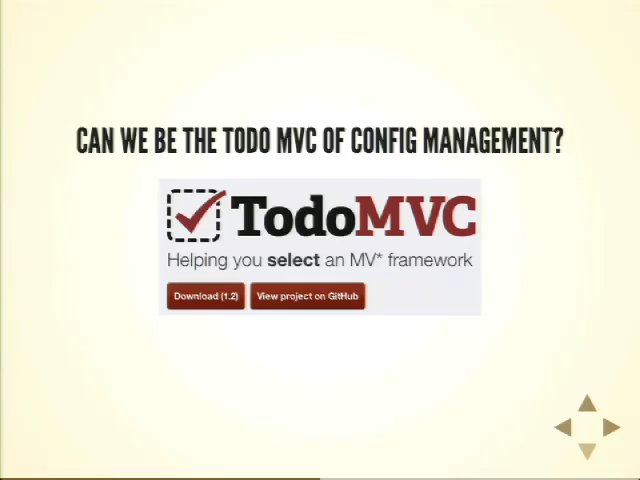 CAN WE BE THE TODO MVC OF CONFIG MANAGEMENT?
TodoMVC
Helping you select an MV* framework
Download (1.2) View project on GitHub